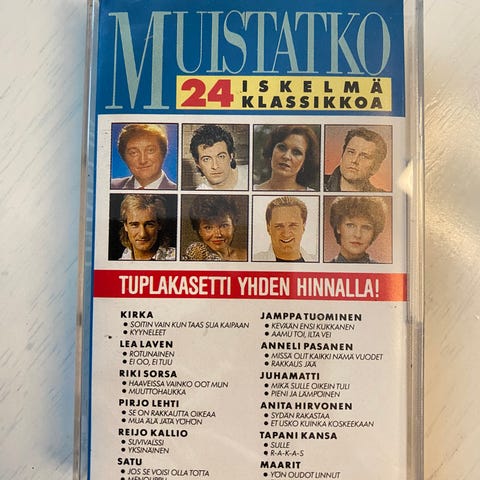 MUISTATKO
24 ISKELMÄ
KLASSIKKOA
TUPLAKASETTI YHDEN HINNALLA!
KIRKA
• SOITIN VAIN KUN TAAS SUA KAIPAAN
• KYYNELEET
LEA LAVEN
• ROTUNAINEN
• EI OO, EI TUU
RIKI SORSA
• HAAVEISSA VAINKO OOT MUN
• MUUTTOHAUKKA
PIRJO LEHTI
• SE ON RAKKAUTTA OIKEAA
• MUA ÄLÄ JÄTÄ YÖHÖN
REIJO KALLIO
• SUVIVALSSI
• YKSINÄINEN
SATU
• JOS SE VOISI OLLA TOTTA
JAMPPA TUOMINEN
• KEVÄÄN ENSI KUKKANEN
• AAMU TOI, ILTA VEI
ANNELI PASANEN
• MISSÄ OLIT KAIKKI NÄMÄ VUODET
• RAKKAUS JÄÄ
JUHAMATTI
• MIKÄ SULLE OIKEIN TULI
• PIENI JA LÄMPÖINEN
ANITA HIRVONEN
• SYDÄN RAKASTAA
• ET USKO KUINKA KOSKEEKAAN
TAPANI KANSA
• SULLE
• R-A-K-A-S
MAARIT
• YÖN OUDOT LINNUT